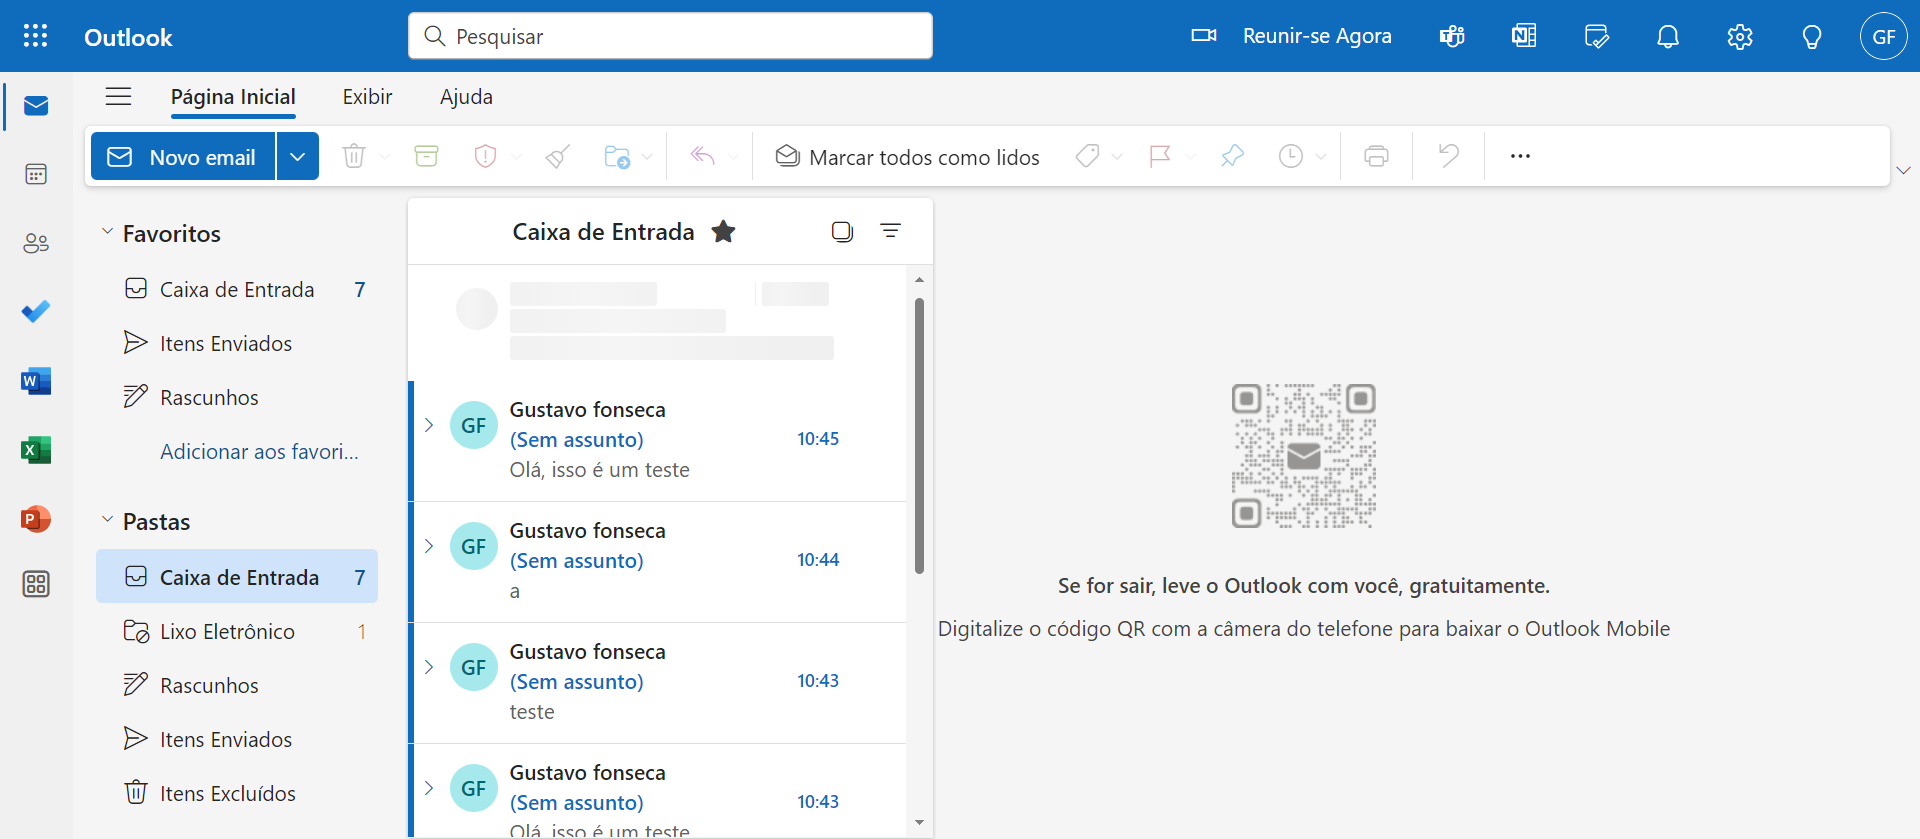 Outlook
Pesquisar
Reunir-se Agora
GF
Página Inicial
Exibir
Ajuda
Novo email
Marcar todos como lidos
Favoritos
Caixa de Entrada 7
Itens Enviados
Rascunhos
Adicionar aos favori...
Pastas
Caixa de Entrada 7
Lixo Eletrônico 1
Rascunhos
Itens Enviados
Itens Excluídos
Caixa de Entrada
GF
Gustavo fonseca
(Sem assunto) 10:45
Olá, isso é um teste
GF
Gustavo fonseca
(Sem assunto) 10:44
a
GF
Gustavo fonseca
(Sem assunto) 10:43
teste
GF
Gustavo fonseca
(Sem assunto) 10:43
Olá, isso é um teste
Se for sair, leve o Outlook com você, gratuitamente.
Digitalize o código QR com a câmera do telefone para baixar o Outlook Mobile